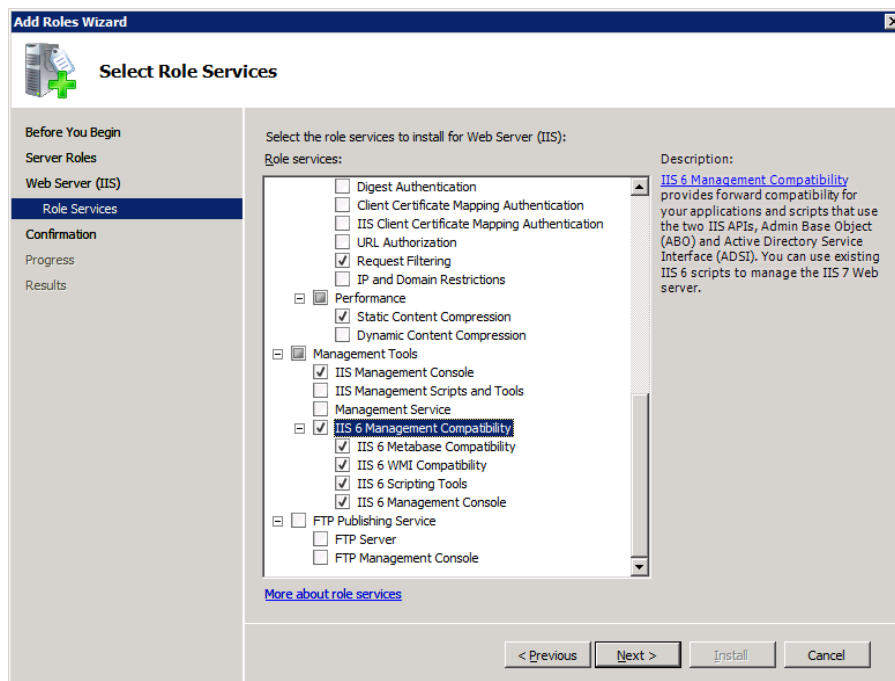 Add Roles Wizard
Select Role Services
Before You Begin
Server Roles
Web Server (IIS)
Role Services
Confirmation
Progress
Results
Select the role services to install for Web Server (IIS):
Role services:
Digest Authentication
Client Certificate Mapping Authentication
IIS Client Certificate Mapping Authentication
URL Authorization
Request Filtering
IP and Domain Restrictions
Performance
Static Content Compression
Dynamic Content Compression
Management Tools
IIS Management Console
IIS Management Scripts and Tools
Management Service
IIS 6 Management Compatibility
IIS 6 Metabase Compatibility
IIS 6 WMI Compatibility
IIS 6 Scripting Tools
IIS 6 Management Console
FTP Publishing Service
FTP Server
FTP Management Console
More about role services
Description:
IIS 6 Management Compatibility
provides forward compatibility for
your applications and scripts that use
the two IIS APIs, Admin Base Object
(ABO) and Active Directory Service
Interface (ADSI). You can use existing
IIS 6 scripts to manage the IIS 7 Web
server.
< Previous
Next >
Install
Cancel